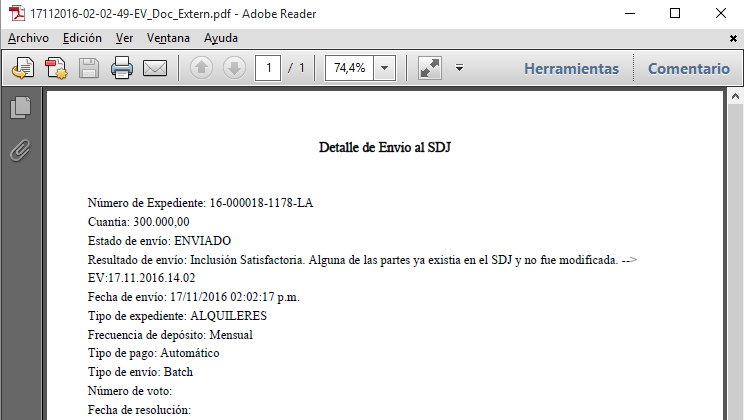 17112016-02-02-49-EV_Doc_Extern.pdf - Adobe Reader
Archivo Edición Ver Ventana Ayuda
1 / 1 74,4% Herramientas Comentario
Detalle de Envio al SDJ
Número de Expediente: 16-000018-1178-LA
Cuantia: 300.000,00
Estado de envío: ENVIADO
Resultado de envío: Inclusión Satisfactoria. Alguna de las partes ya existia en el SDJ y no fue modificada. -->
EV:17.11.2016.14.02
Fecha de envío: 17/11/2016 02:02:17 p.m.
Tipo de expediente: ALQUILERES
Frecuencia de depósito: Mensual
Tipo de pago: Automático
Tipo de envío: Batch
Número de voto:
Fecha de resolución: